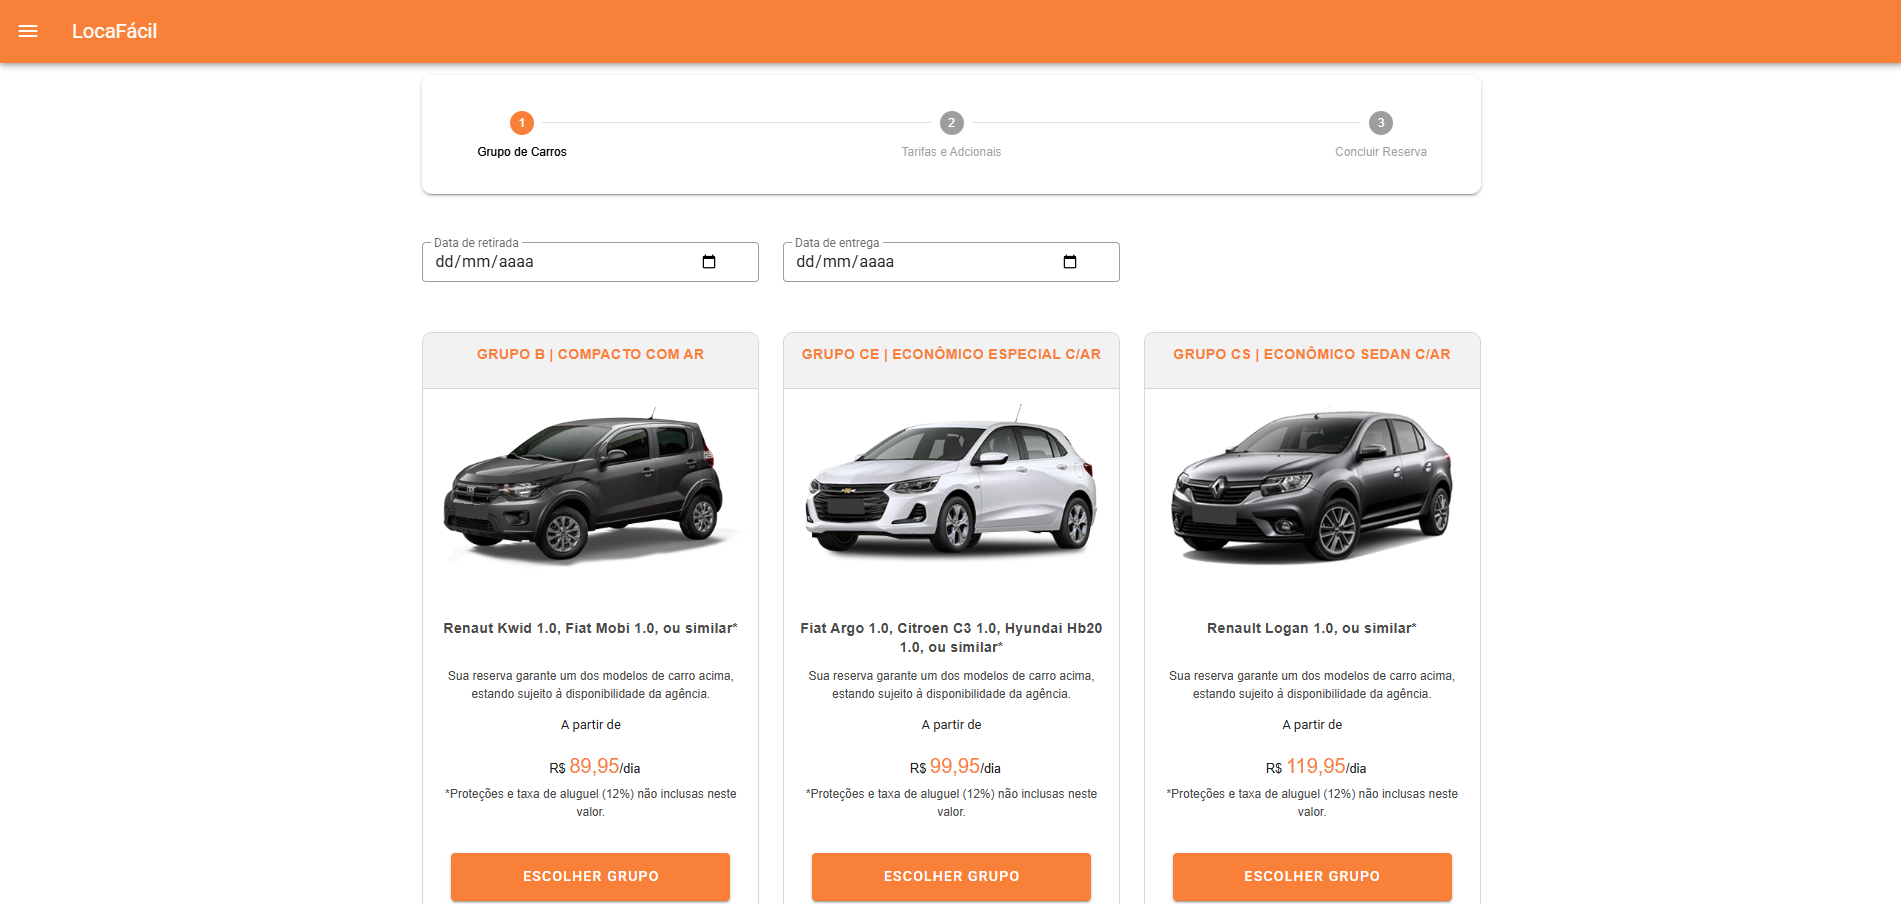 LocaFácil
1
2
3
Grupo de Carros
Tarifas e Adcionais
Concluir Reserva
Data de retirada
dd/mm/aaaa
Data de entrega
dd/mm/aaaa
GRUPO B | COMPACTO COM AR
Renaut Kwid 1.0, Fiat Mobi 1.0, ou similar*
Sua reserva garante um dos modelos de carro acima,
estando sujeito à disponibilidade da agência.
A partir de
R$ 89,95/dia
*Proteções e taxa de aluguel (12%) não inclusas neste
valor.
ESCOLHER GRUPO
GRUPO CE | ECONÔMICO ESPECIAL C/AR
Fiat Argo 1.0, Citroen C3 1.0, Hyundai Hb20
1.0, ou similar*
Sua reserva garante um dos modelos de carro acima,
estando sujeito à disponibilidade da agência.
A partir de
R$ 99,95/dia
*Proteções e taxa de aluguel (12%) não inclusas neste
valor.
ESCOLHER GRUPO
GRUPO CS | ECONÔMICO SEDAN C/AR
Renault Logan 1.0, ou similar*
Sua reserva garante um dos modelos de carro acima,
estando sujeito à disponibilidade da agência.
A partir de
R$ 119,95/dia
*Proteções e taxa de aluguel (12%) não inclusas neste
valor.
ESCOLHER GRUPO